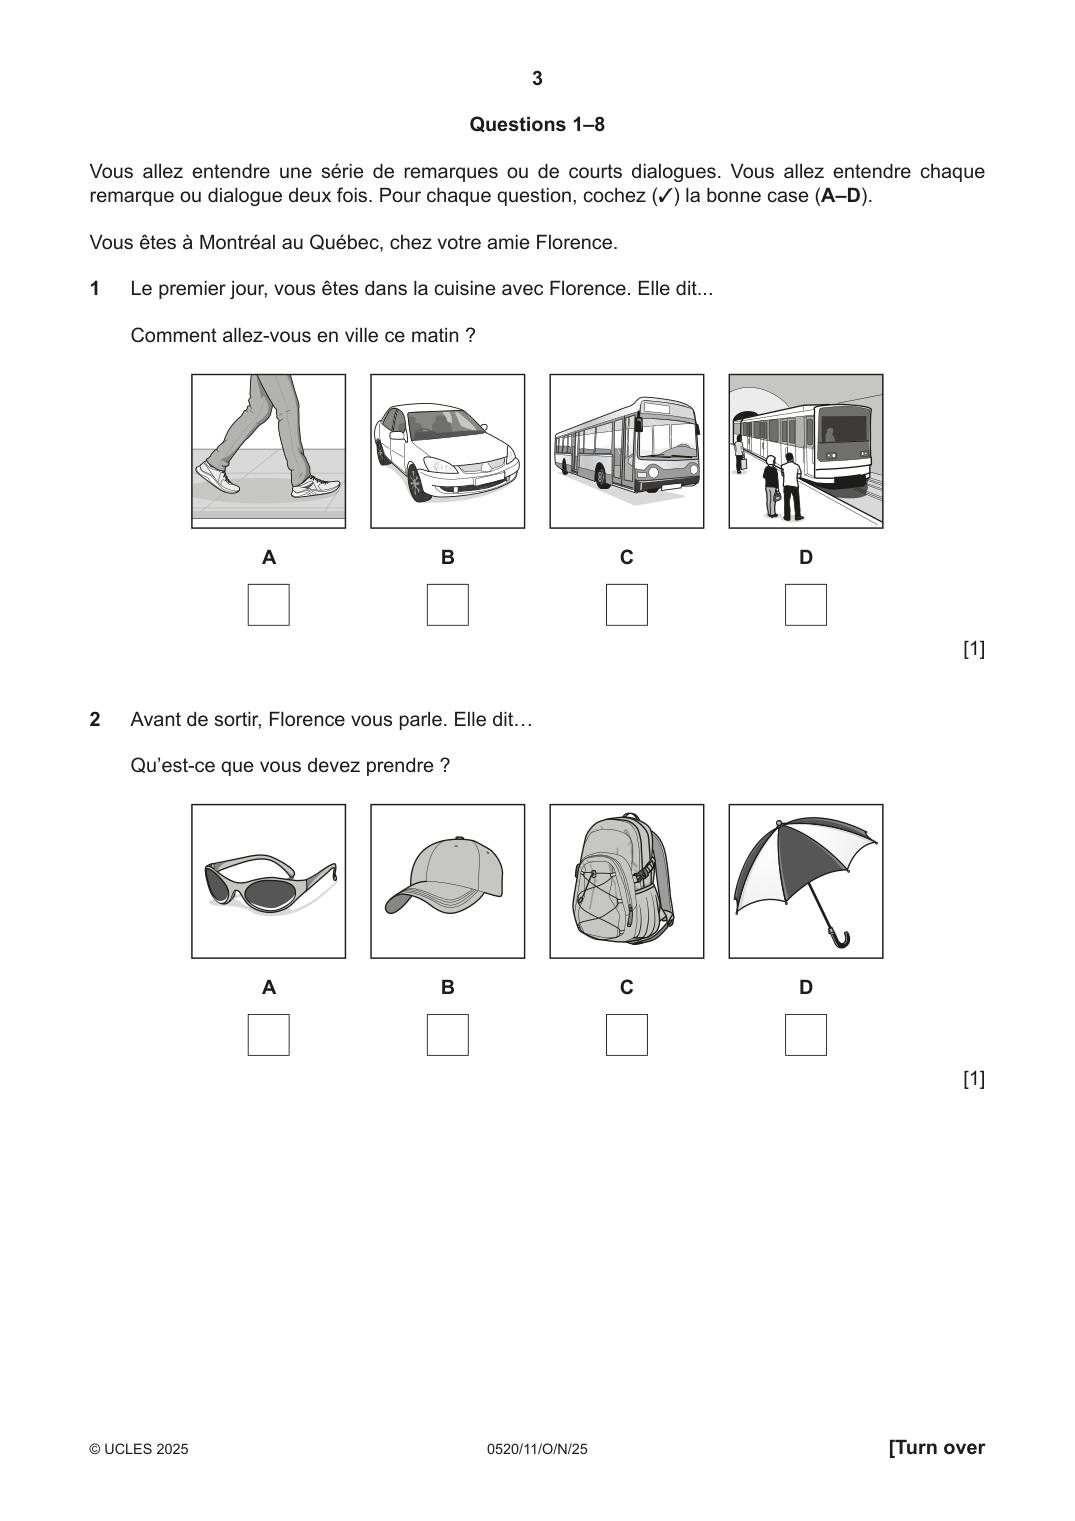 3
Questions 1–8
Vous allez entendre une série de remarques ou de courts dialogues. Vous allez entendre chaque
remarque ou dialogue deux fois. Pour chaque question, cochez (✓) la bonne case (A–D).
Vous êtes à Montréal au Québec, chez votre amie Florence.
1 Le premier jour, vous êtes dans la cuisine avec Florence. Elle dit...
Comment allez-vous en ville ce matin ?
A B C D
[1]
2 Avant de sortir, Florence vous parle. Elle dit…
Qu’est-ce que vous devez prendre ?
A B C D
[1]
© UCLES 2025 0520/11/O/N/25 [Turn over